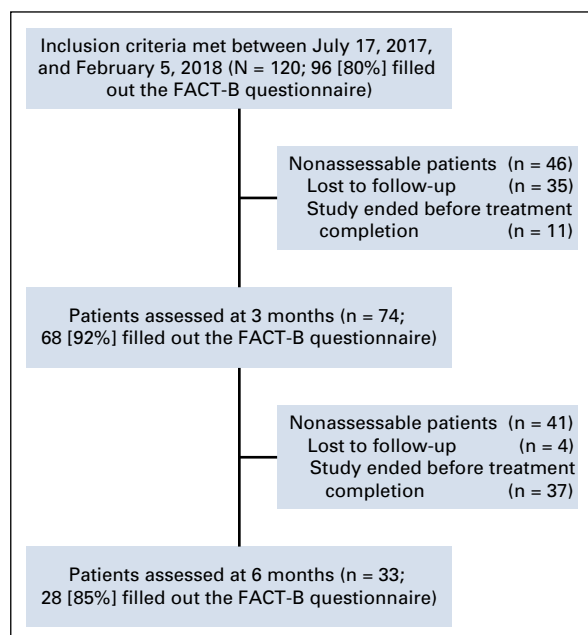 Inclusion criteria met between July 17, 2017,
and February 5, 2018 (N = 120; 96 [80%] filled
out the FACT-B questionnaire)
Nonassessable patients (n = 46)
Lost to follow-up (n = 35)
Study ended before treatment
completion (n = 11)
Patients assessed at 3 months (n = 74;
68 [92%] filled out the FACT-B questionnaire)
Nonassessable patients (n = 41)
Lost to follow-up (n = 4)
Study ended before treatment
completion (n = 37)
Patients assessed at 6 months (n = 33;
28 [85%] filled out the FACT-B questionnaire)